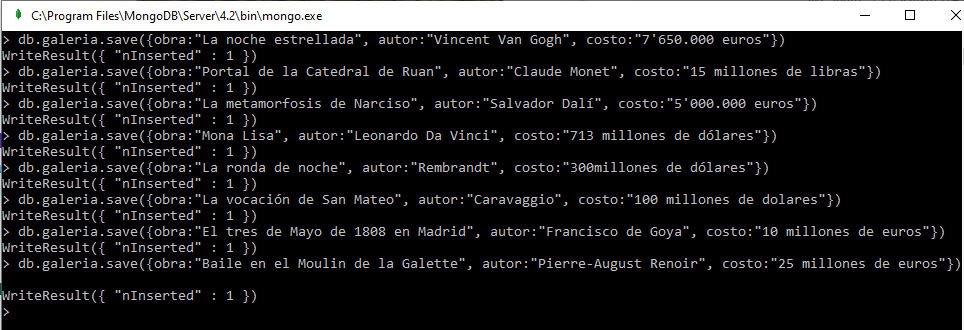 C:\Program Files\MongoDB\Server\4.2\bin\mongo.exe
> db.galeria.save({obra:"La noche estrellada", autor:"Vincent Van Gogh", costo:"7'650.000 euros"})
WriteResult({ "nInserted" : 1 })
> db.galeria.save({obra:"Portal de la Catedral de Ruan", autor:"Claude Monet", costo:"15 millones de libras"})
WriteResult({ "nInserted" : 1 })
> db.galeria.save({obra:"La metamorfosis de Narciso", autor:"Salvador Dalí", costo:"5'000.000 euros"})
WriteResult({ "nInserted" : 1 })
> db.galeria.save({obra:"Mona Lisa", autor:"Leonardo Da Vinci", costo:"713 millones de dólares"})
WriteResult({ "nInserted" : 1 })
> db.galeria.save({obra:"La ronda de noche", autor:"Rembrandt", costo:"300millones de dólares"})
WriteResult({ "nInserted" : 1 })
> db.galeria.save({obra:"La vocación de San Mateo", autor:"Caravaggio", costo:"100 millones de dolares"})
WriteResult({ "nInserted" : 1 })
> db.galeria.save({obra:"El tres de Mayo de 1808 en Madrid", autor:"Francisco de Goya", costo:"10 millones de euros"})
WriteResult({ "nInserted" : 1 })
> db.galeria.save({obra:"Baile en el Moulin de la Galette", autor:"Pierre-August Renoir", costo:"25 millones de euros"})
WriteResult({ "nInserted" : 1 })
>